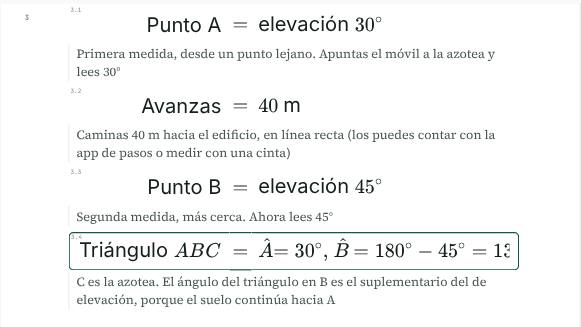 3
3.1
Punto A = elevación 30°
Primera medida, desde un punto lejano. Apuntas el móvil a la azotea y
lees 30°
3.2
Avanzas = 40 m
Caminas 40 m hacia el edificio, en línea recta (los puedes contar con la
app de pasos o medir con una cinta)
3.3
Punto B = elevación 45°
Segunda medida, más cerca. Ahora lees 45°
3.4
Triángulo ABC = Â = 30°, B̂ = 180° − 45° = 13
C es la azotea. El ángulo del triángulo en B es el suplementario del de
elevación, porque el suelo continúa hacia A